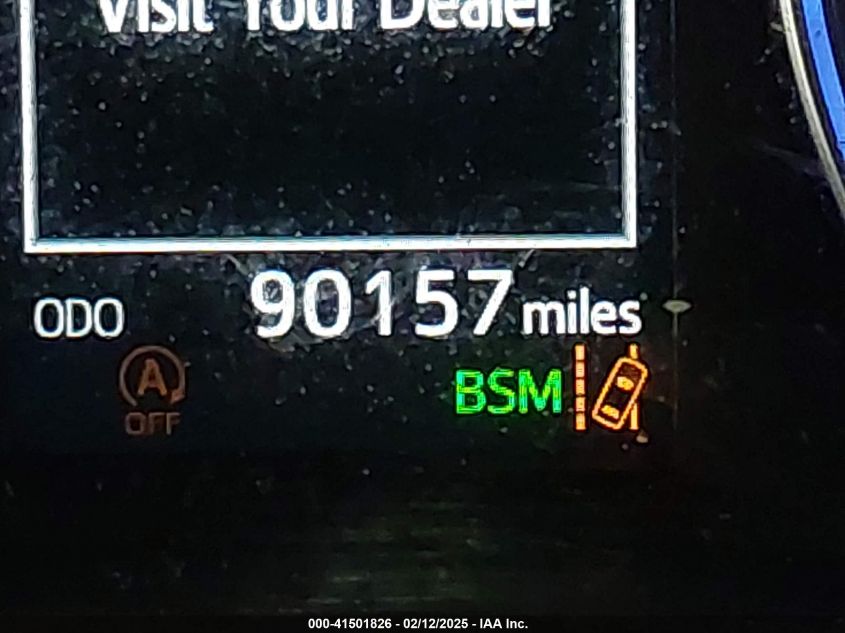 Visit Your Dealer
ODO 90157 miles
A
OFF
BSM
000-41501826 - 02/12/2025 - IAA Inc.